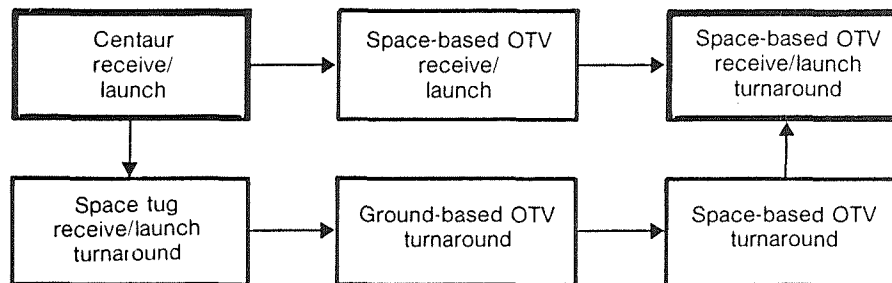 Centaur
receive/
launch
Space-based OTV
receive/
launch
Space-based OTV
receive/launch
turnaround
Space tug
receive/launch
turnaround
Ground-based OTV
turnaround
Space-based OTV
turnaround